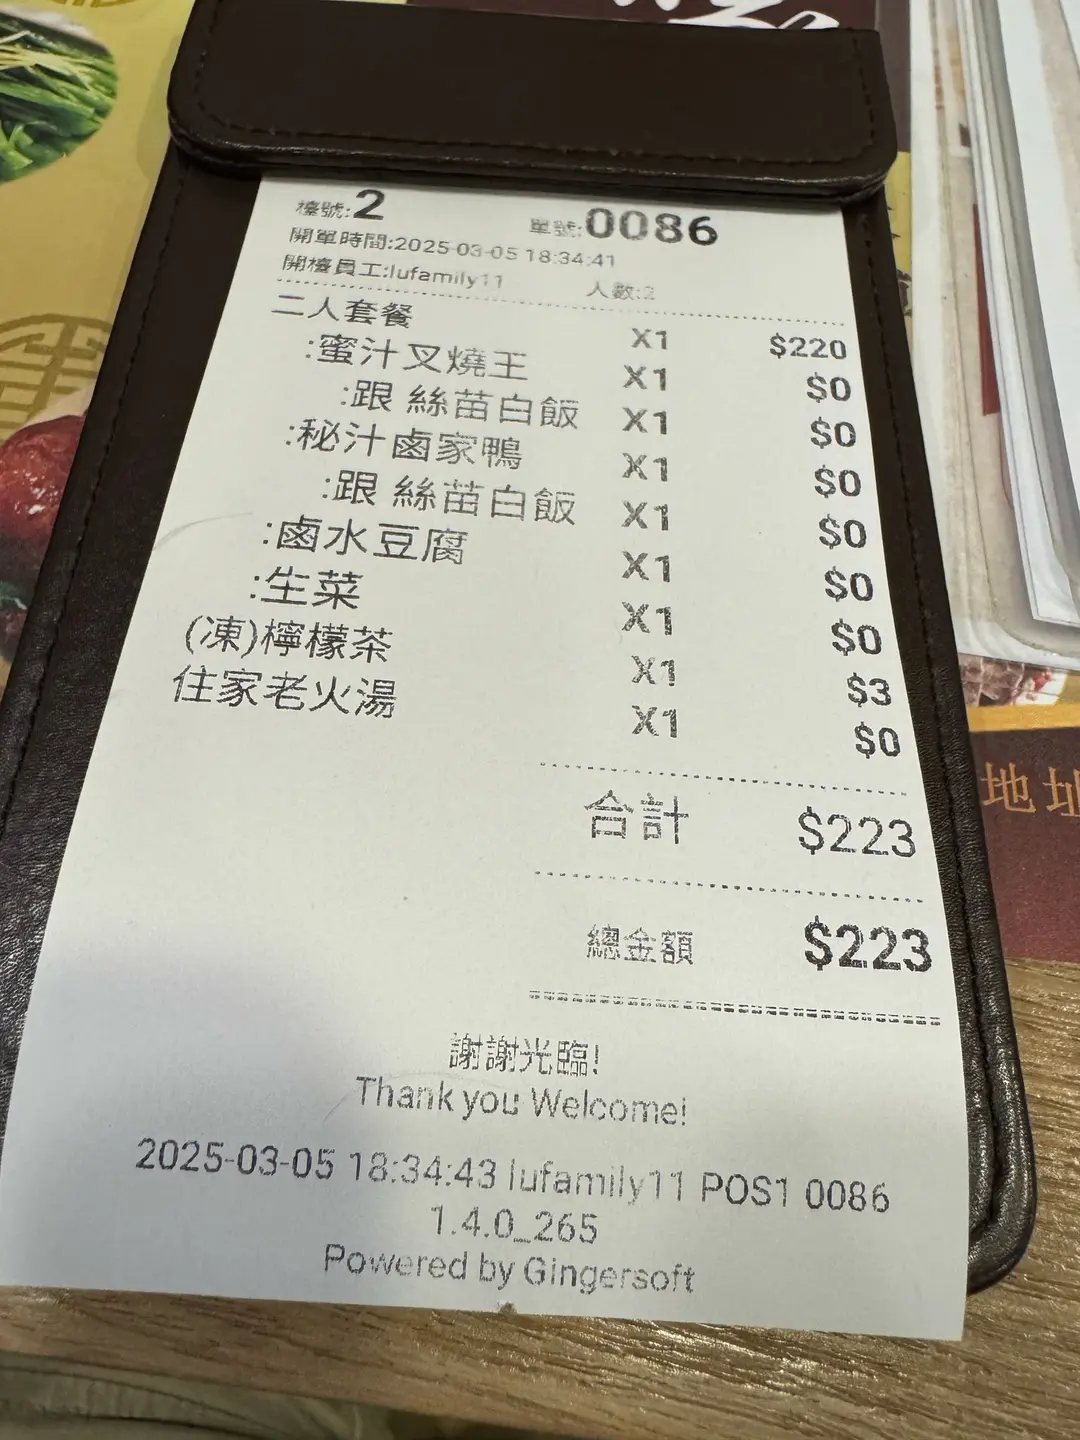 檯號:2 單號:0086
開單時間:2025-03-05 18:34:41
開檯員工:lufamily11 人數:2
二人套餐 X1 $220
:蜜汁叉燒王 X1 $0
:跟 絲苗白飯 X1 $0
:秘汁鹵家鴨 X1 $0
:跟 絲苗白飯 X1 $0
:鹵水豆腐 X1 $0
:生菜 X1 $0
(凍)檸檬茶 X1 $3
住家老火湯 X1 $0
合計 $223
總金額 $223
謝謝光臨!
Thank you Welcome!
2025-03-05 18:34:43 lufamily11 POS1 0086
1.4.0_265
Powered by Gingersoft
地址